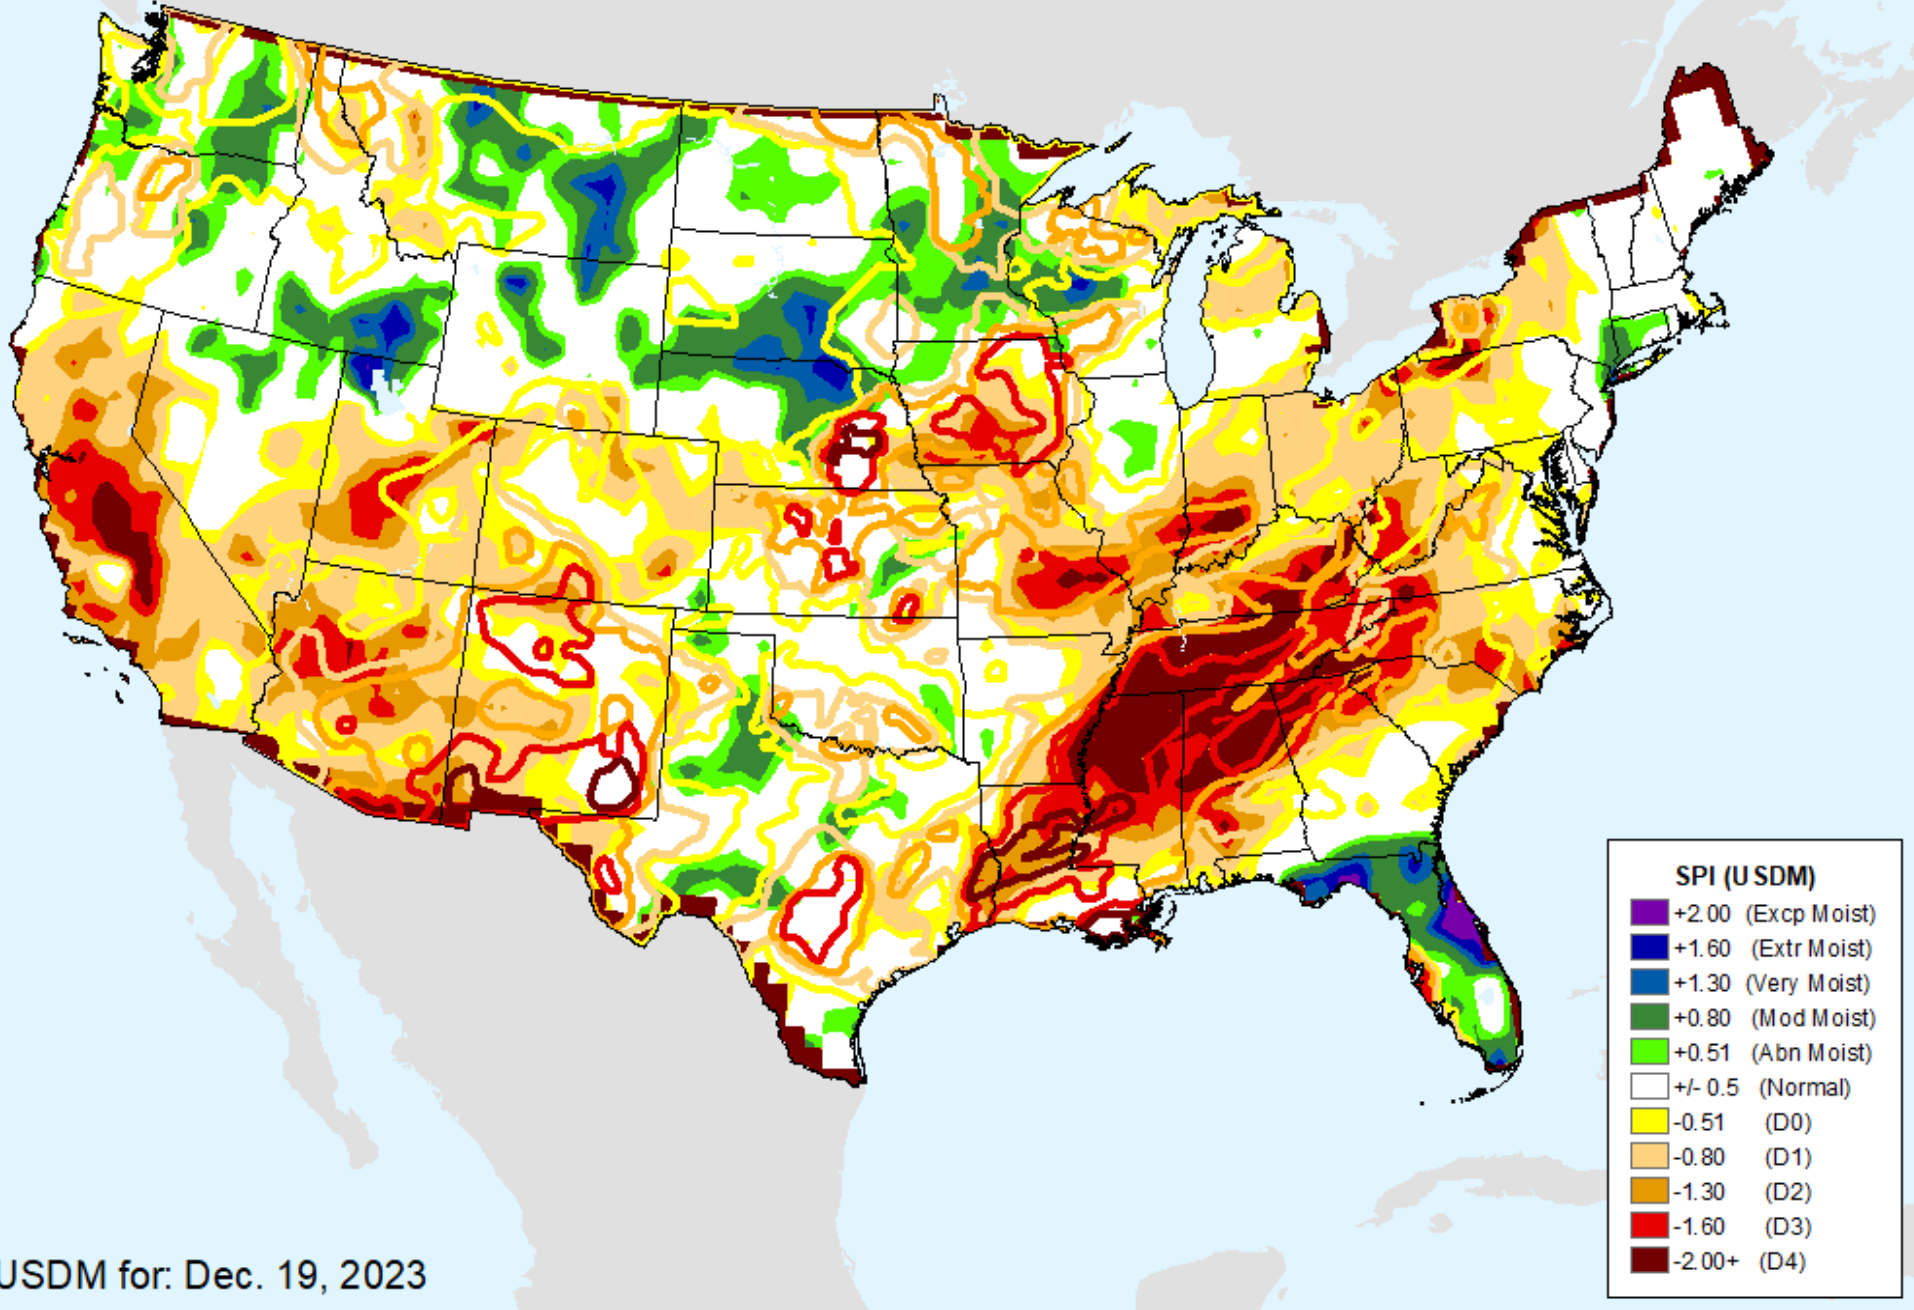 SPI (USDM)
+2.00 (Excp Moist)
+1.60 (Extr Moist)
+1.30 (Very Moist)
+0.80 (Mod Moist)
+0.51 (Abn Moist)
+/- 0.5 (Normal)
-0.51 (D0)
-0.80 (D1)
-1.30 (D2)
-1.60 (D3)
-2.00+ (D4)
USDM for: Dec. 19, 2023